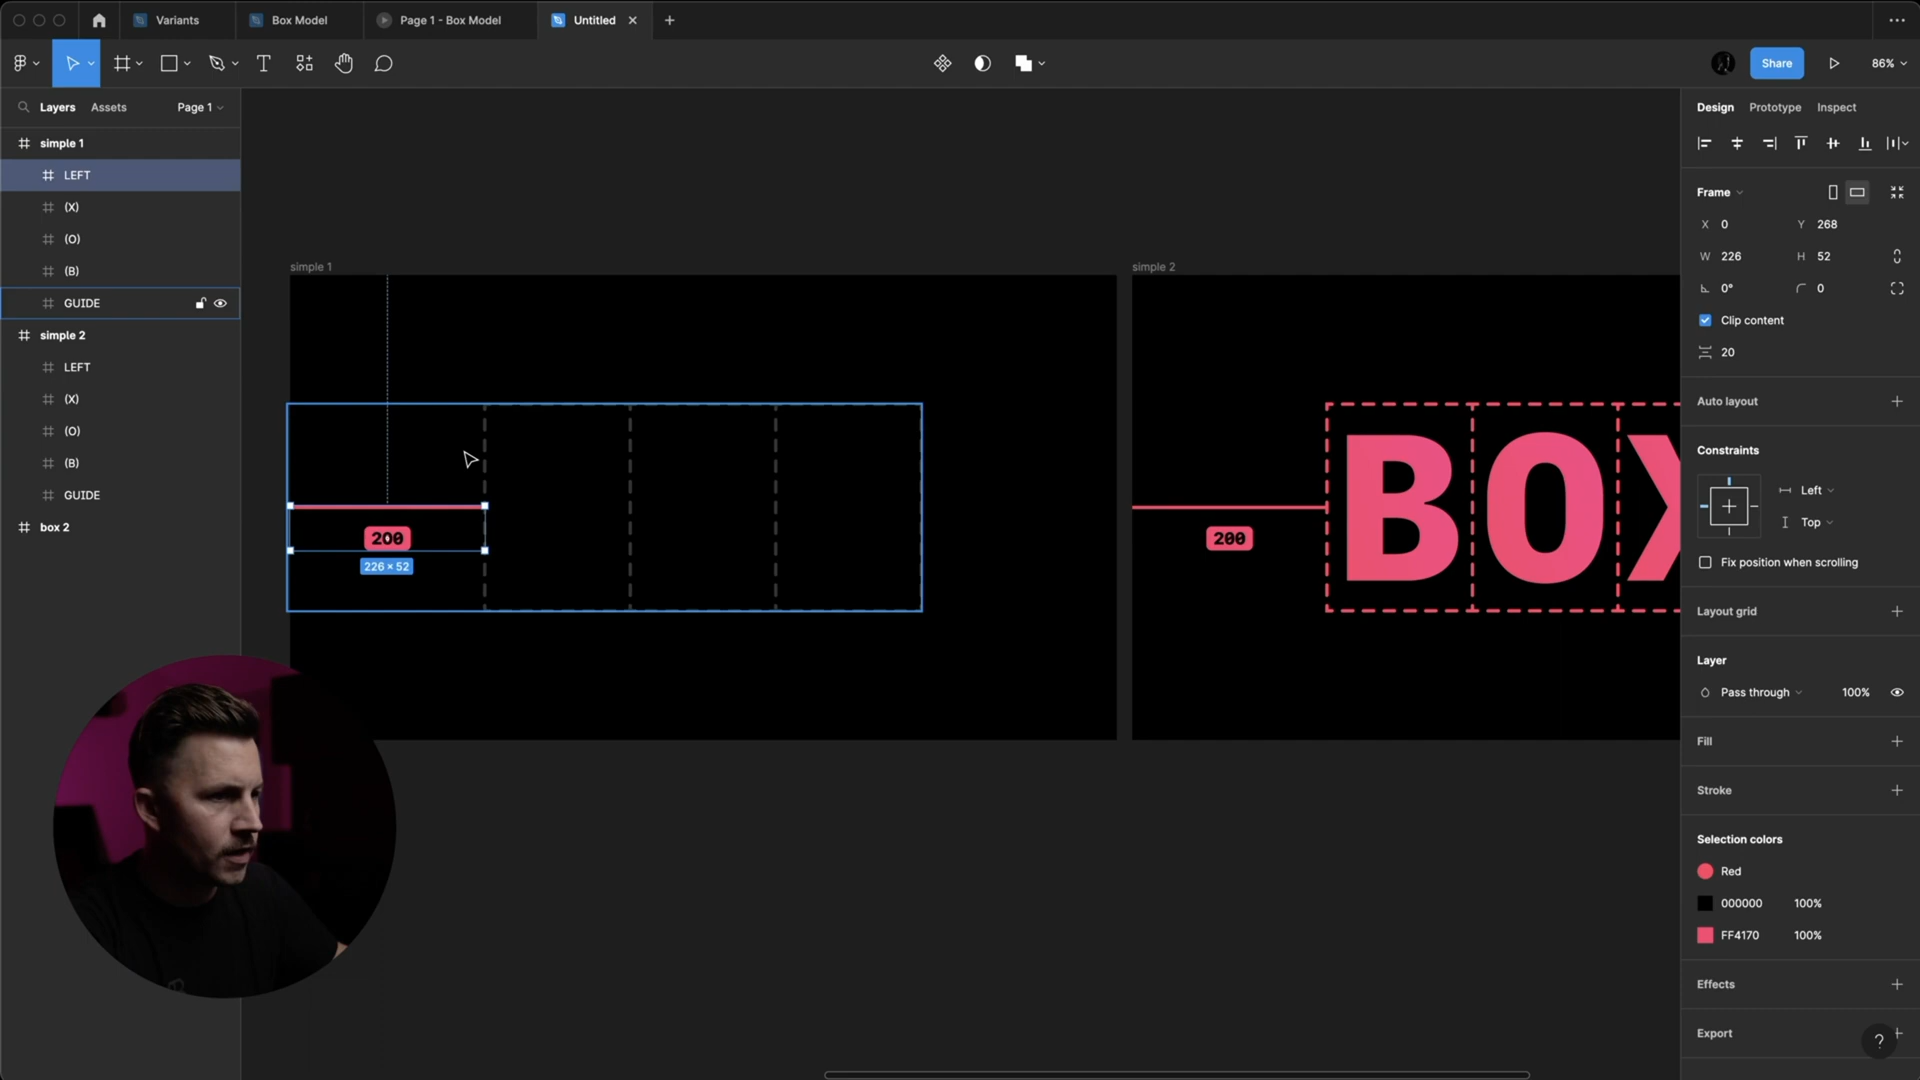 Variants
Box Model
Page 1 - Box Model
Untitled
Share
86%
Layers
Assets
Page 1
simple 1
LEFT
(X)
(O)
(B)
GUIDE
simple 2
LEFT
(X)
(O)
(B)
GUIDE
box 2
simple 1
200
226 × 52
simple 2
200
BOX
Design
Prototype
Inspect
Frame
X 0
Y 268
W 226
H 52
0°
0
Clip content
20
Auto layout
Constraints
Left
Top
Fix position when scrolling
Layout grid
Layer
Pass through
100%
Fill
Stroke
Selection colors
Red
000000 100%
FF4170 100%
Effects
Export
?